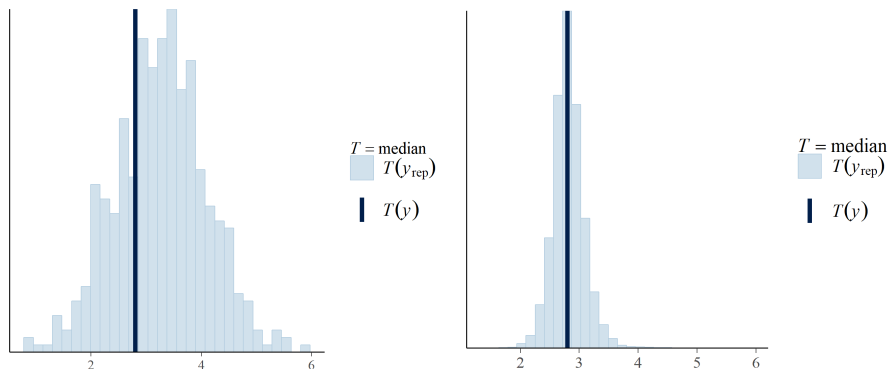 T = median
T(y_rep)
T(y)
2 4 6
T = median
T(y_rep)
T(y)
2 3 4 5 6